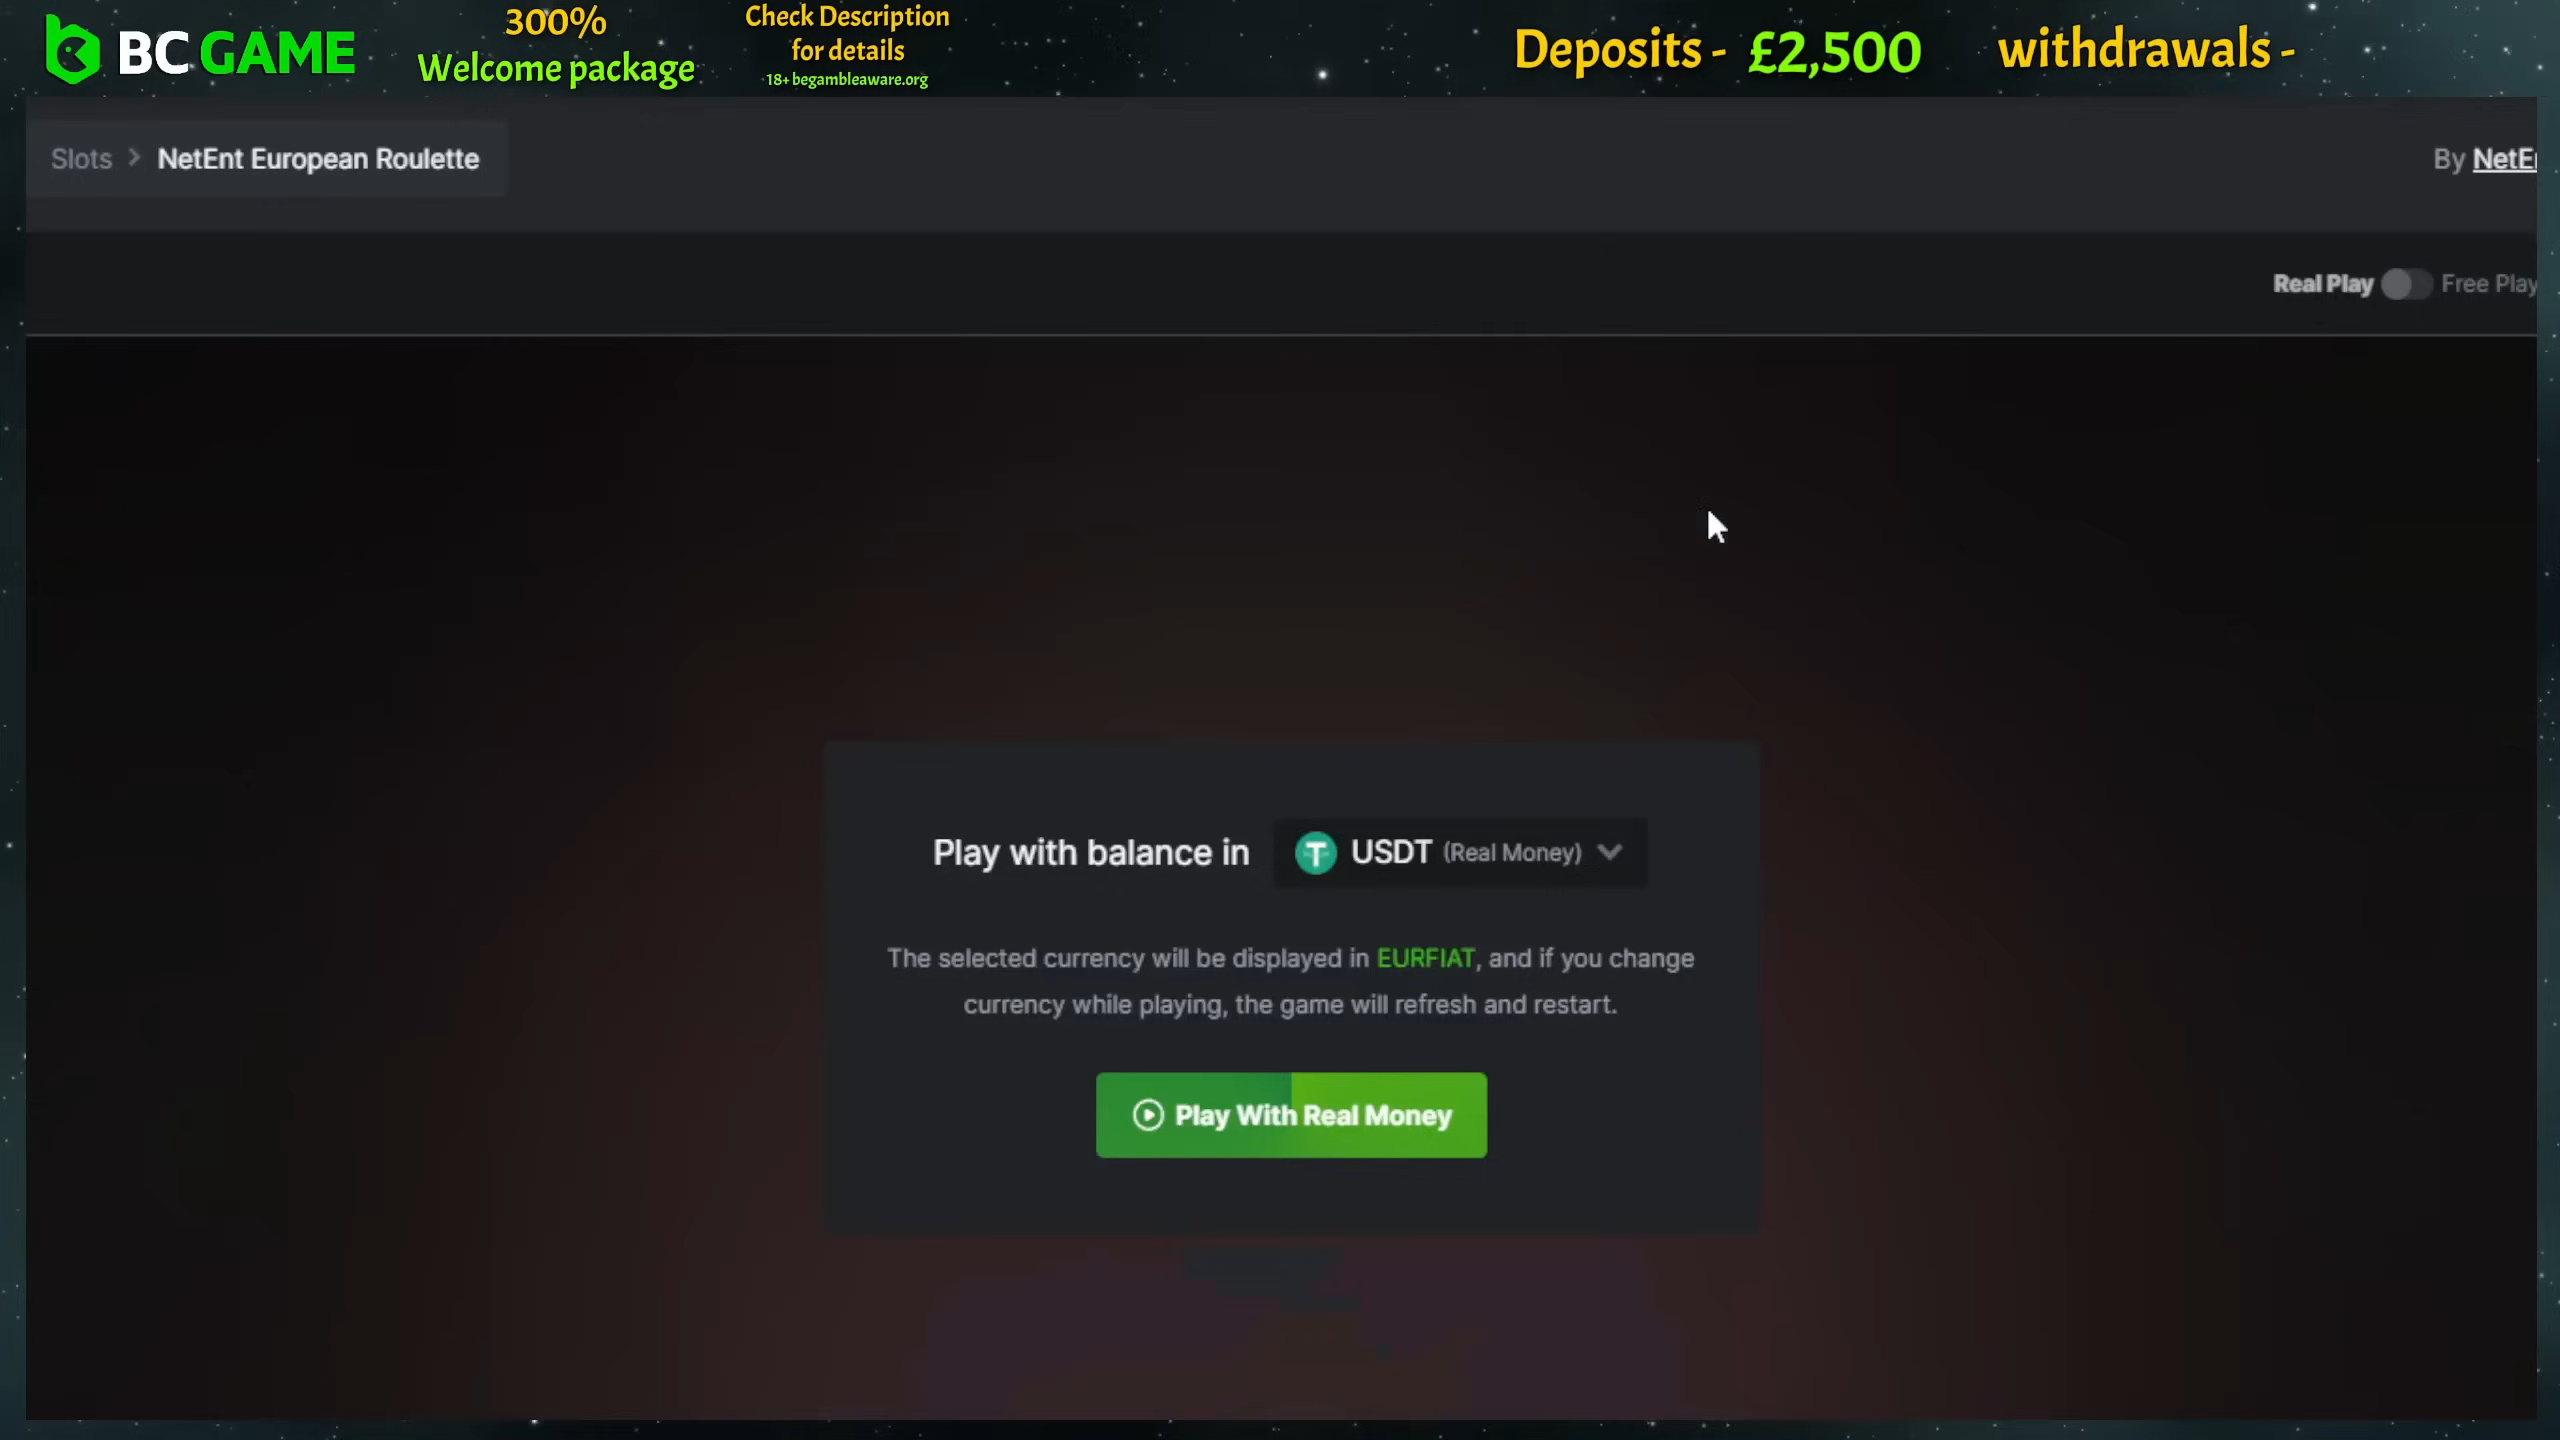 BC GAME
300%
Welcome package
Check Description
for details
18+ begambleaware.org
Deposits - £2,500
withdrawals -
Slots > NetEnt European Roulette
By NetEn
Real Play Free Play
Play with balance in USDT (Real Money)
The selected currency will be displayed in EURFIAT, and if you change
currency while playing, the game will refresh and restart.
Play With Real Money